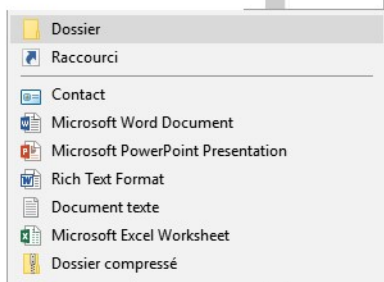 Dossier
Raccourci
Contact
Microsoft Word Document
Microsoft PowerPoint Presentation
Rich Text Format
Document texte
Microsoft Excel Worksheet
Dossier compressé